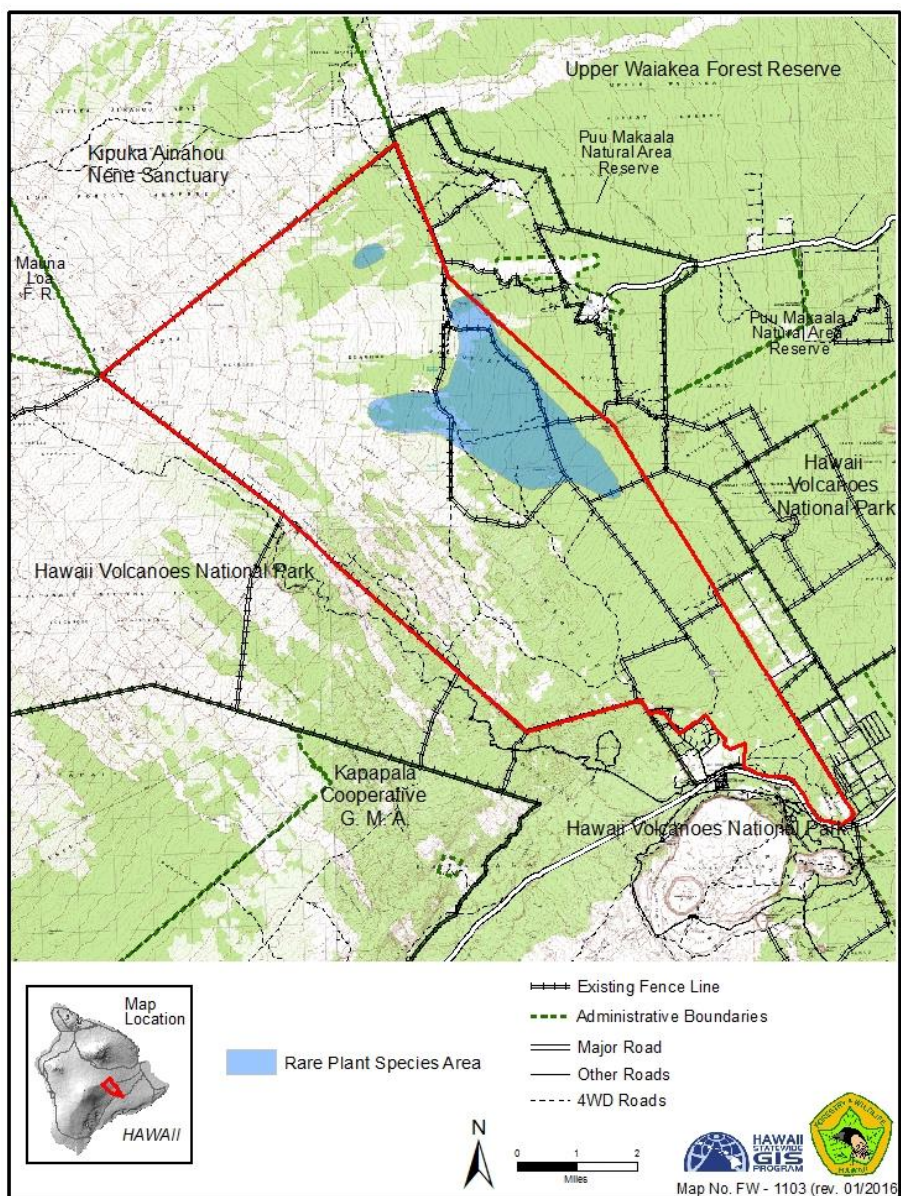 Upper Waiakea Forest Reserve
Kipuka Ainahou
Nene Sanctuary
Puu Makaala
Natural Area
Reserve
Mauna
Loa
F. R.
Puu Makaala
Natural Area
Reserve
Hawaii
Volcanoes
National Park
Hawaii Volcanoes National Park
Kapapala
Cooperative
G. M. A.
Hawaii Volcanoes National Park
Map
Location
HAWAII
Rare Plant Species Area
Existing Fence Line
Administrative Boundaries
Major Road
Other Roads
4WD Roads
N
0 1 2
Miles
HAWAII
STATEWIDE
GIS
PROGRAM
FORESTRY & WILDLIFE
HAWAII
Map No. FW - 1103 (rev. 01/2016